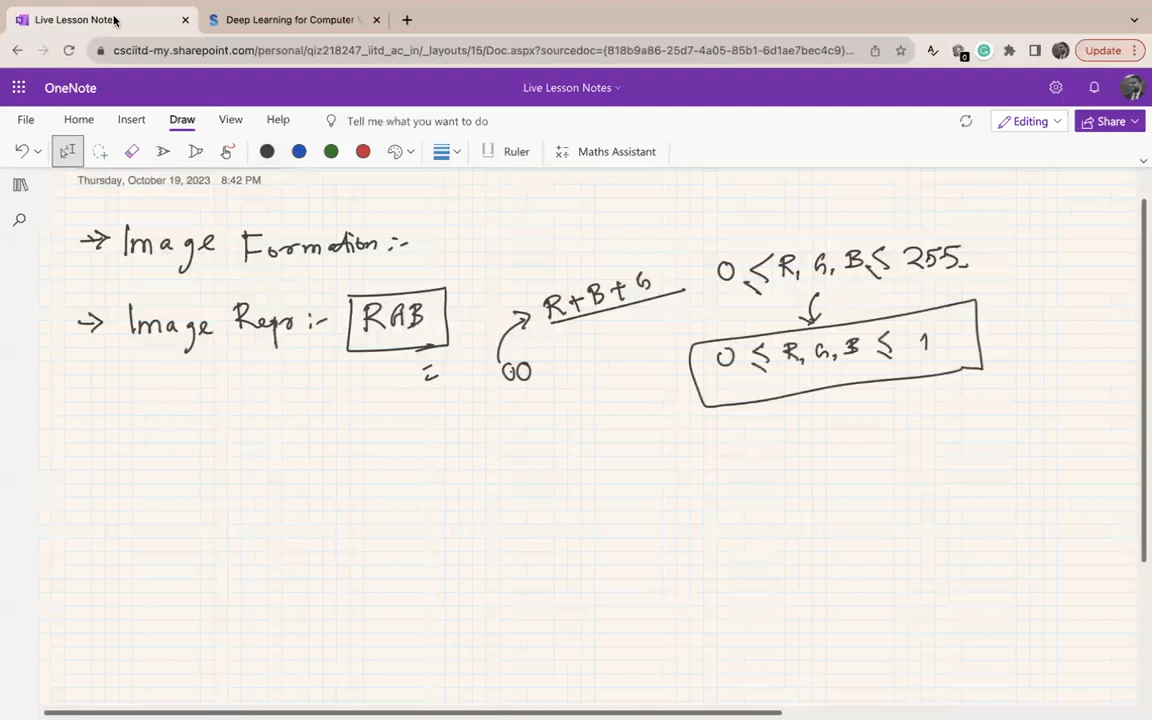 Live Lesson Notes
Deep Learning for Computer
csciitd-my.sharepoint.com/personal/qiz218247_iitd_ac_in/_layouts/15/Doc.aspx?sourcedoc={818b9a86-25d7-4a05-85b1-6d1ae7bec4c9}...
0
Update
OneNote
Live Lesson Notes
File Home Insert Draw View Help Tell me what you want to do
Editing Share
Ruler Maths Assistant
Thursday, October 19, 2023 8:42 PM
→ Image Formation :-
0 ≤ R, G, B ≤ 255
R+B+G
→ Image Repr :- RGB
0 ≤ R, G, B ≤ 1